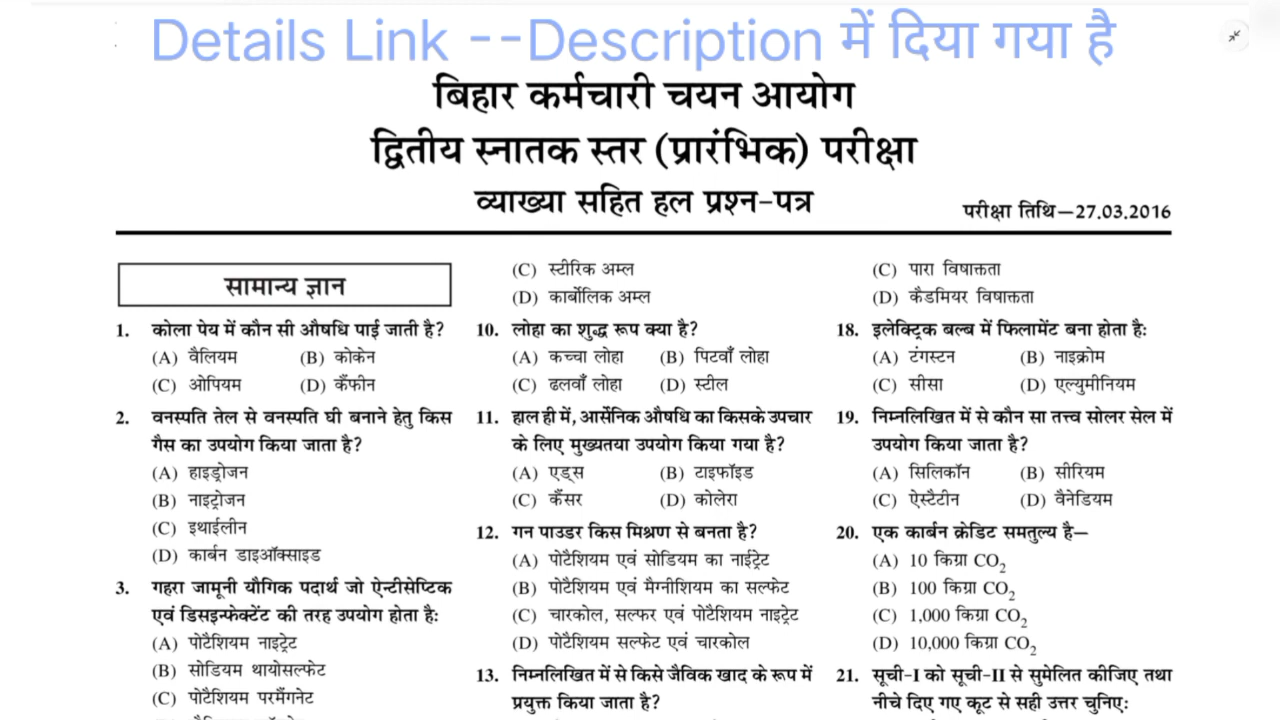 Details Link --Description में दिया गया है
बिहार कर्मचारी चयन आयोग
द्वितीय स्नातक स्तर (प्रारंभिक) परीक्षा
व्याख्या सहित हल प्रश्न-पत्र
परीक्षा तिथि—27.03.2016
सामान्य ज्ञान
1. कोला पेय में कौन सी औषधि पाई जाती है?
(A) वैलियम (B) कोकेन
(C) ओपियम (D) कैंफीन
2. वनस्पति तेल से वनस्पति घी बनाने हेतु किस
गैस का उपयोग किया जाता है?
(A) हाइड्रोजन
(B) नाइट्रोजन
(C) इथाईलीन
(D) कार्बन डाइऑक्साइड
3. गहरा जामूनी यौगिक पदार्थ जो ऐन्टीसेप्टिक
एवं डिसइन्फेक्टेंट की तरह उपयोग होता है:
(A) पोटैशियम नाइट्रेट
(B) सोडियम थायोसल्फेट
(C) पोटैशियम परमैंगनेट
(C) स्टीरिक अम्ल
(D) कार्बोलिक अम्ल
10. लोहा का शुद्ध रूप क्या है?
(A) कच्चा लोहा (B) पिटवाँ लोहा
(C) ढलवाँ लोहा (D) स्टील
11. हाल ही में, आर्सेनिक औषधि का किसके उपचार
के लिए मुख्यतया उपयोग किया गया है?
(A) एड्स (B) टाइफॉइड
(C) कैंसर (D) कोलेरा
12. गन पाउडर किस मिश्रण से बनता है?
(A) पोटैशियम एवं सोडियम का नाईट्रेट
(B) पोटैशियम एवं मैग्नीशियम का सल्फेट
(C) चारकोल, सल्फर एवं पोटैशियम नाइट्रेट
(D) पोटैशियम सल्फेट एवं चारकोल
13. निम्नलिखित में से किसे जैविक खाद के रूप में
प्रयुक्त किया जाता है?
(C) पारा विषाक्तता
(D) कैडमियर विषाक्तता
18. इलेक्ट्रिक बल्ब में फिलामेंट बना होता है:
(A) टंगस्टन (B) नाइक्रोम
(C) सीसा (D) एल्युमीनियम
19. निम्नलिखित में से कौन सा तत्त्व सोलर सेल में
उपयोग किया जाता है?
(A) सिलिकॉन (B) सीरियम
(C) ऐस्टैटीन (D) वैनेडियम
20. एक कार्बन क्रेडिट समतुल्य है—
(A) 10 किग्रा CO₂
(B) 100 किग्रा CO₂
(C) 1,000 किग्रा CO₂
(D) 10,000 किग्रा CO₂
21. सूची-I को सूची-II से सुमेलित कीजिए तथा
नीचे दिए गए कूट से सही उत्तर चुनिए: